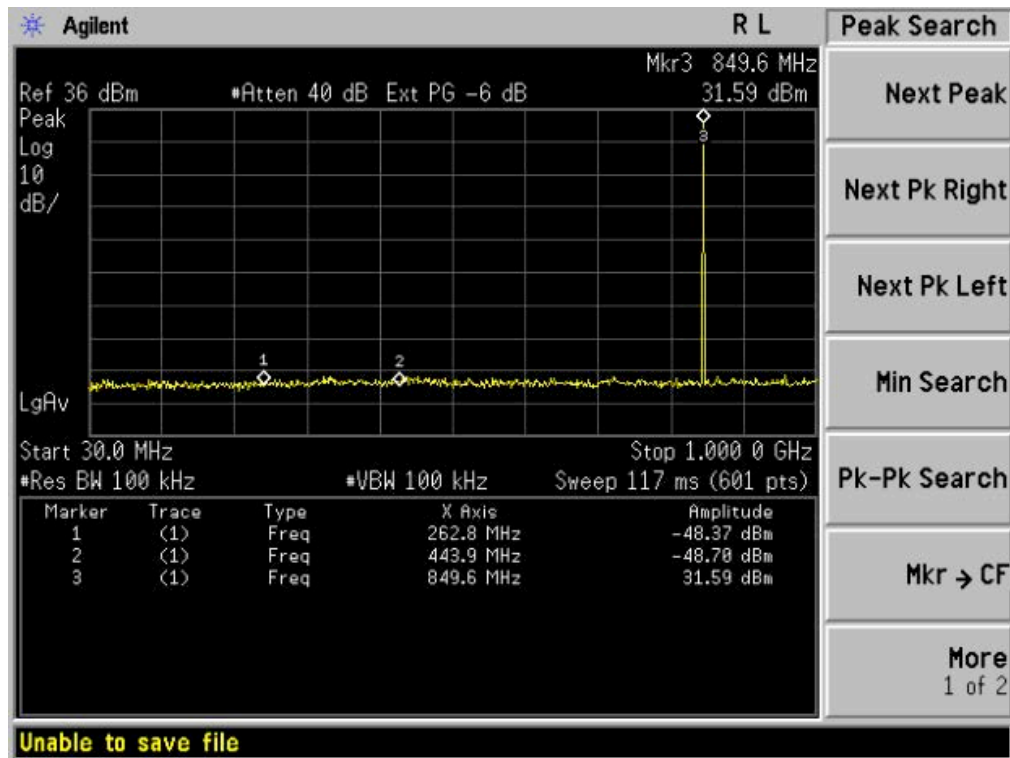 Agilent R L Peak Search
Mkr3 849.6 MHz
Ref 36 dBm #Atten 40 dB Ext PG -6 dB 31.59 dBm
Peak
Log
10
dB/
3
1 2
LgAv
Start 30.0 MHz Stop 1.000 0 GHz
#Res BW 100 kHz #VBW 100 kHz Sweep 117 ms (601 pts)
Marker Trace Type X Axis Amplitude
1 (1) Freq 262.8 MHz -48.37 dBm
2 (1) Freq 443.9 MHz -48.70 dBm
3 (1) Freq 849.6 MHz 31.59 dBm
Next Peak
Next Pk Right
Next Pk Left
Min Search
Pk-Pk Search
Mkr → CF
More
1 of 2
Unable to save file